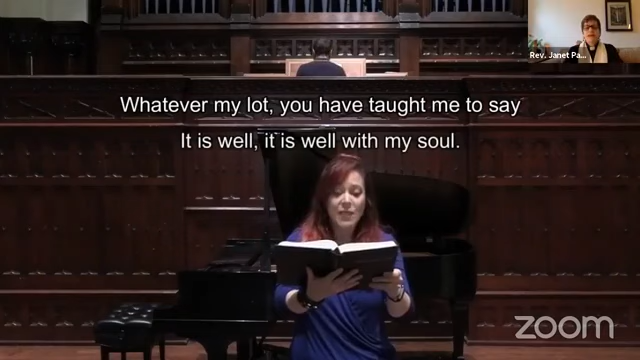 Rev. Janet Pa...
Whatever my lot, you have taught me to say
It is well, it is well with my soul.
zoom